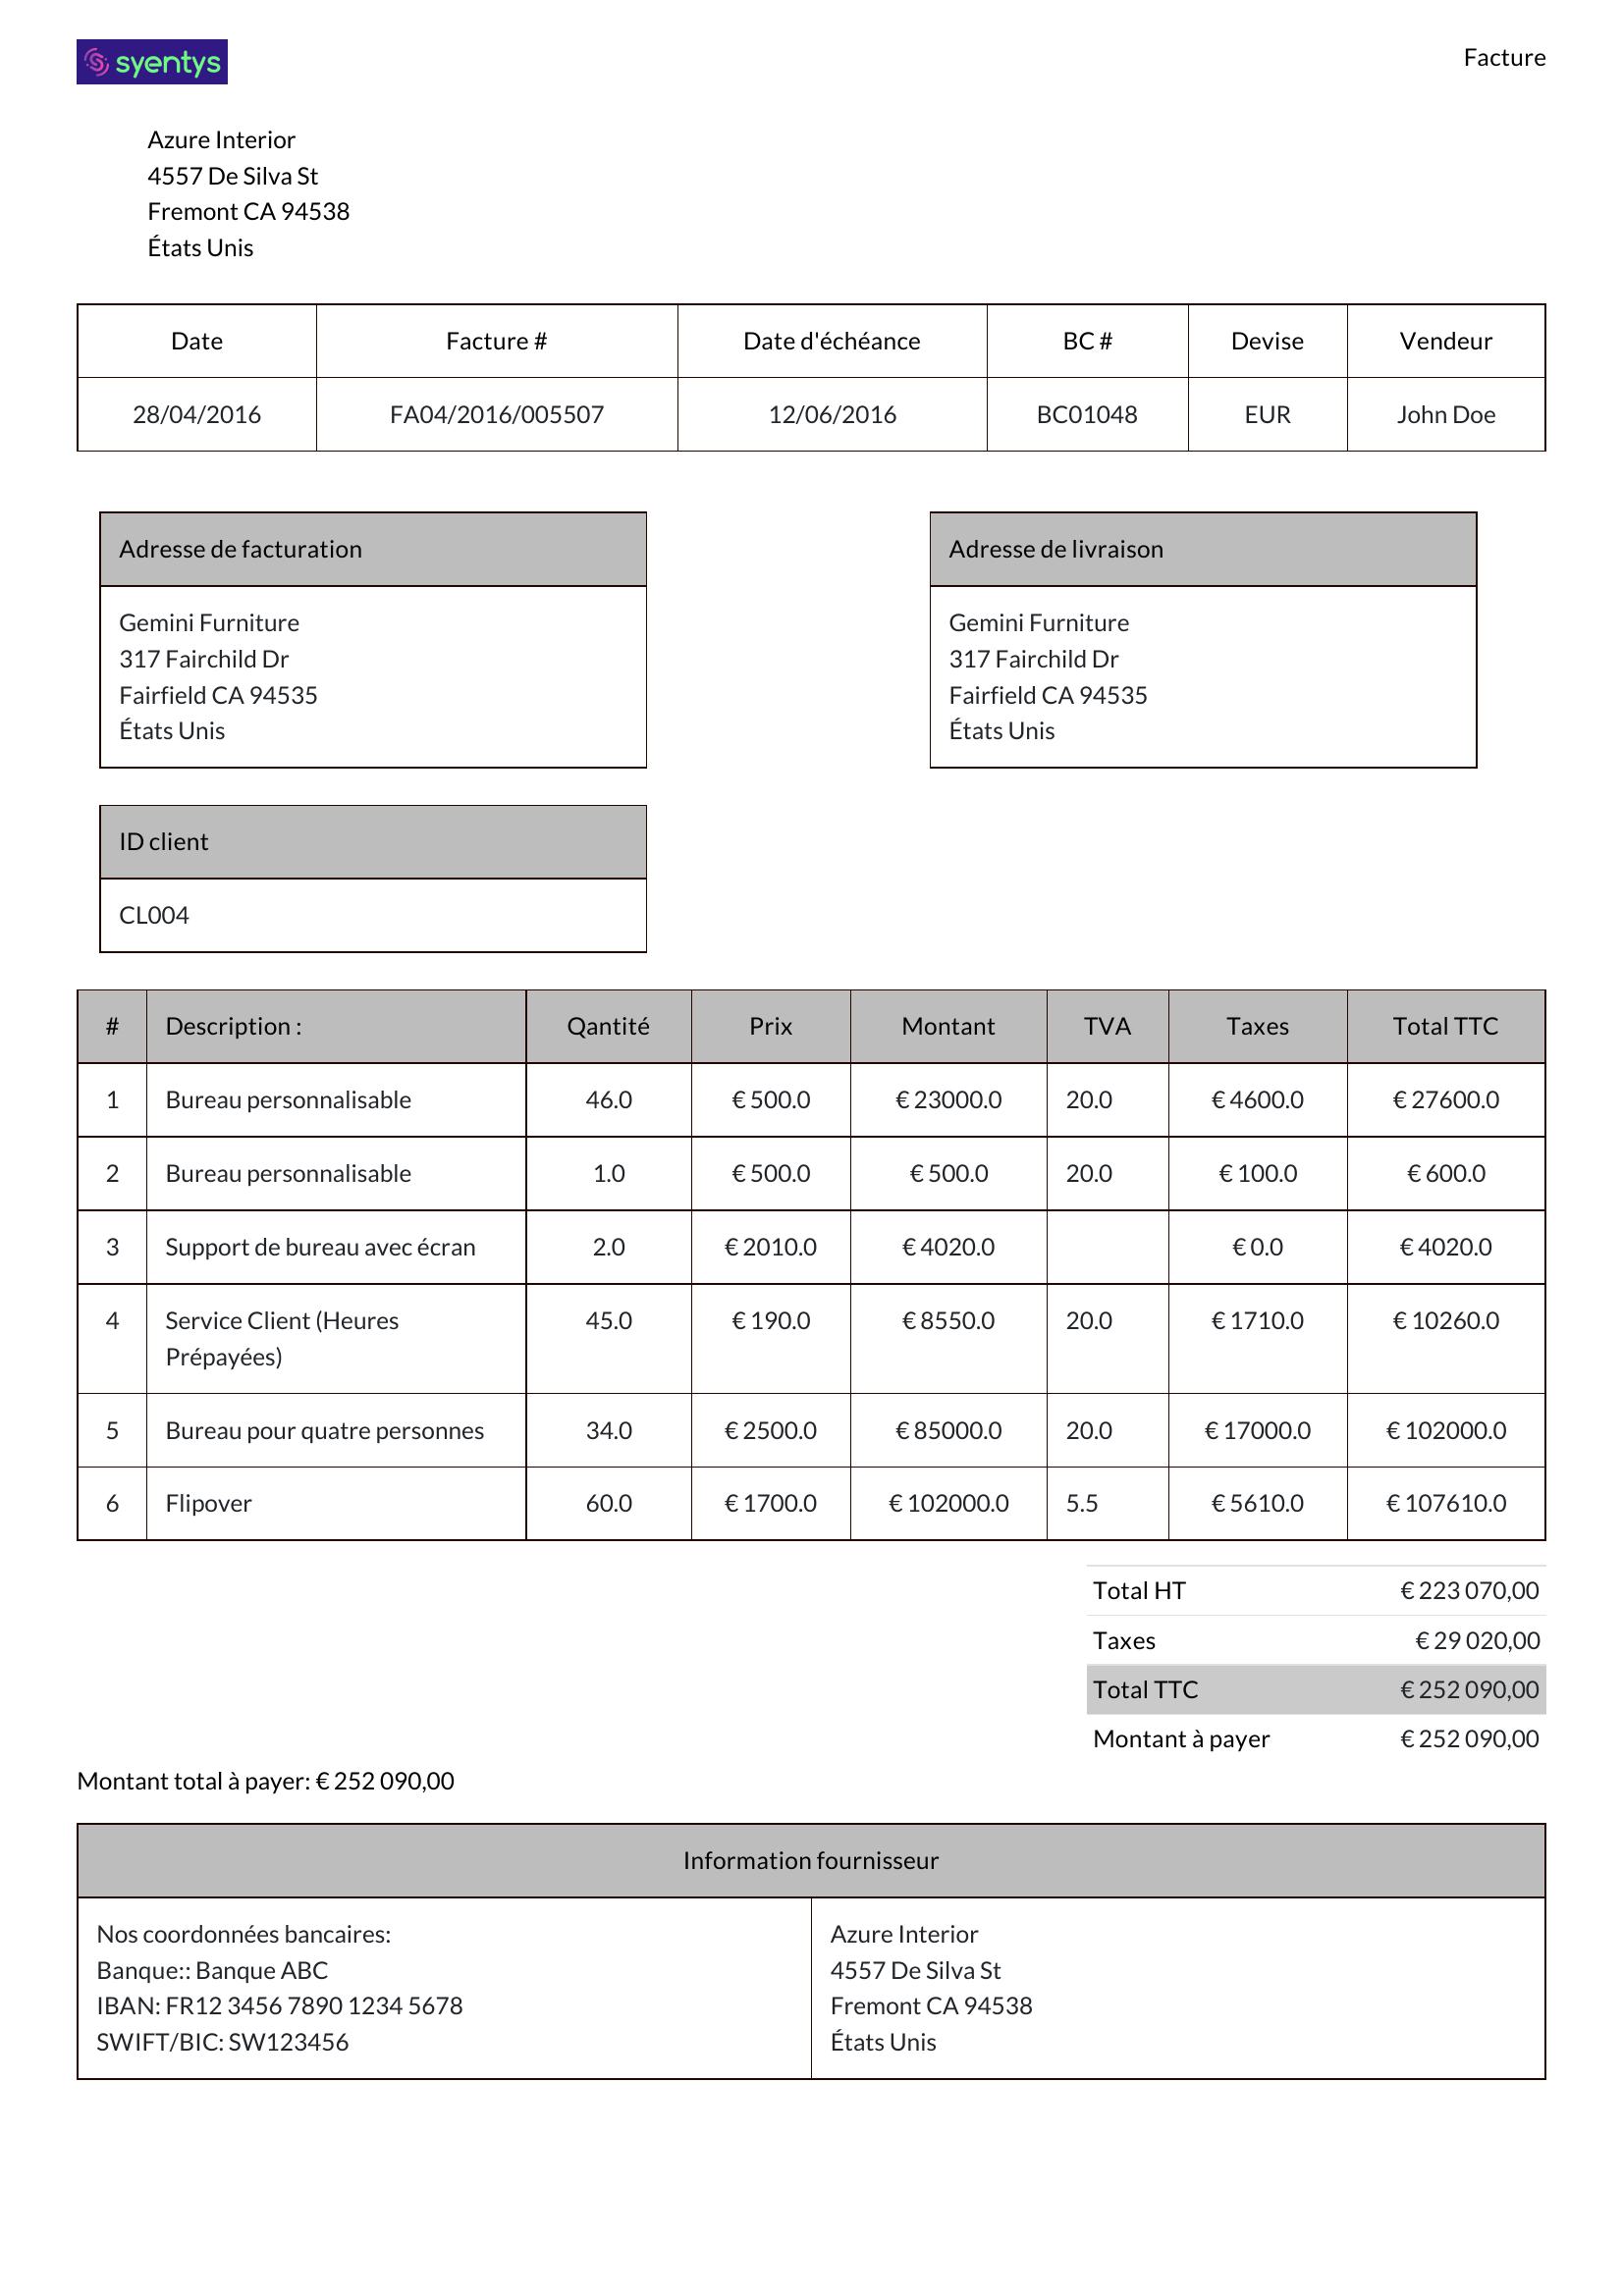 syentys
Facture
Azure Interior
4557 De Silva St
Fremont CA 94538
États Unis
Date Facture # Date d'échéance BC # Devise Vendeur
28/04/2016 FA04/2016/005507 12/06/2016 BC01048 EUR John Doe
Adresse de facturation
Gemini Furniture
317 Fairchild Dr
Fairfield CA 94535
États Unis
Adresse de livraison
Gemini Furniture
317 Fairchild Dr
Fairfield CA 94535
États Unis
ID client
CL004
# Description : Qantité Prix Montant TVA Taxes Total TTC
1 Bureau personnalisable 46.0 € 500.0 € 23000.0 20.0 € 4600.0 € 27600.0
2 Bureau personnalisable 1.0 € 500.0 € 500.0 20.0 € 100.0 € 600.0
3 Support de bureau avec écran 2.0 € 2010.0 € 4020.0 € 0.0 € 4020.0
4 Service Client (Heures 45.0 € 190.0 € 8550.0 20.0 € 1710.0 € 10260.0
Prépayées)
5 Bureau pour quatre personnes 34.0 € 2500.0 € 85000.0 20.0 € 17000.0 € 102000.0
6 Flipover 60.0 € 1700.0 € 102000.0 5.5 € 5610.0 € 107610.0
Total HT € 223 070,00
Taxes € 29 020,00
Total TTC € 252 090,00
Montant à payer € 252 090,00
Montant total à payer: € 252 090,00
Information fournisseur
Nos coordonnées bancaires:
Banque:: Banque ABC
IBAN: FR12 3456 7890 1234 5678
SWIFT/BIC: SW123456
Azure Interior
4557 De Silva St
Fremont CA 94538
États Unis